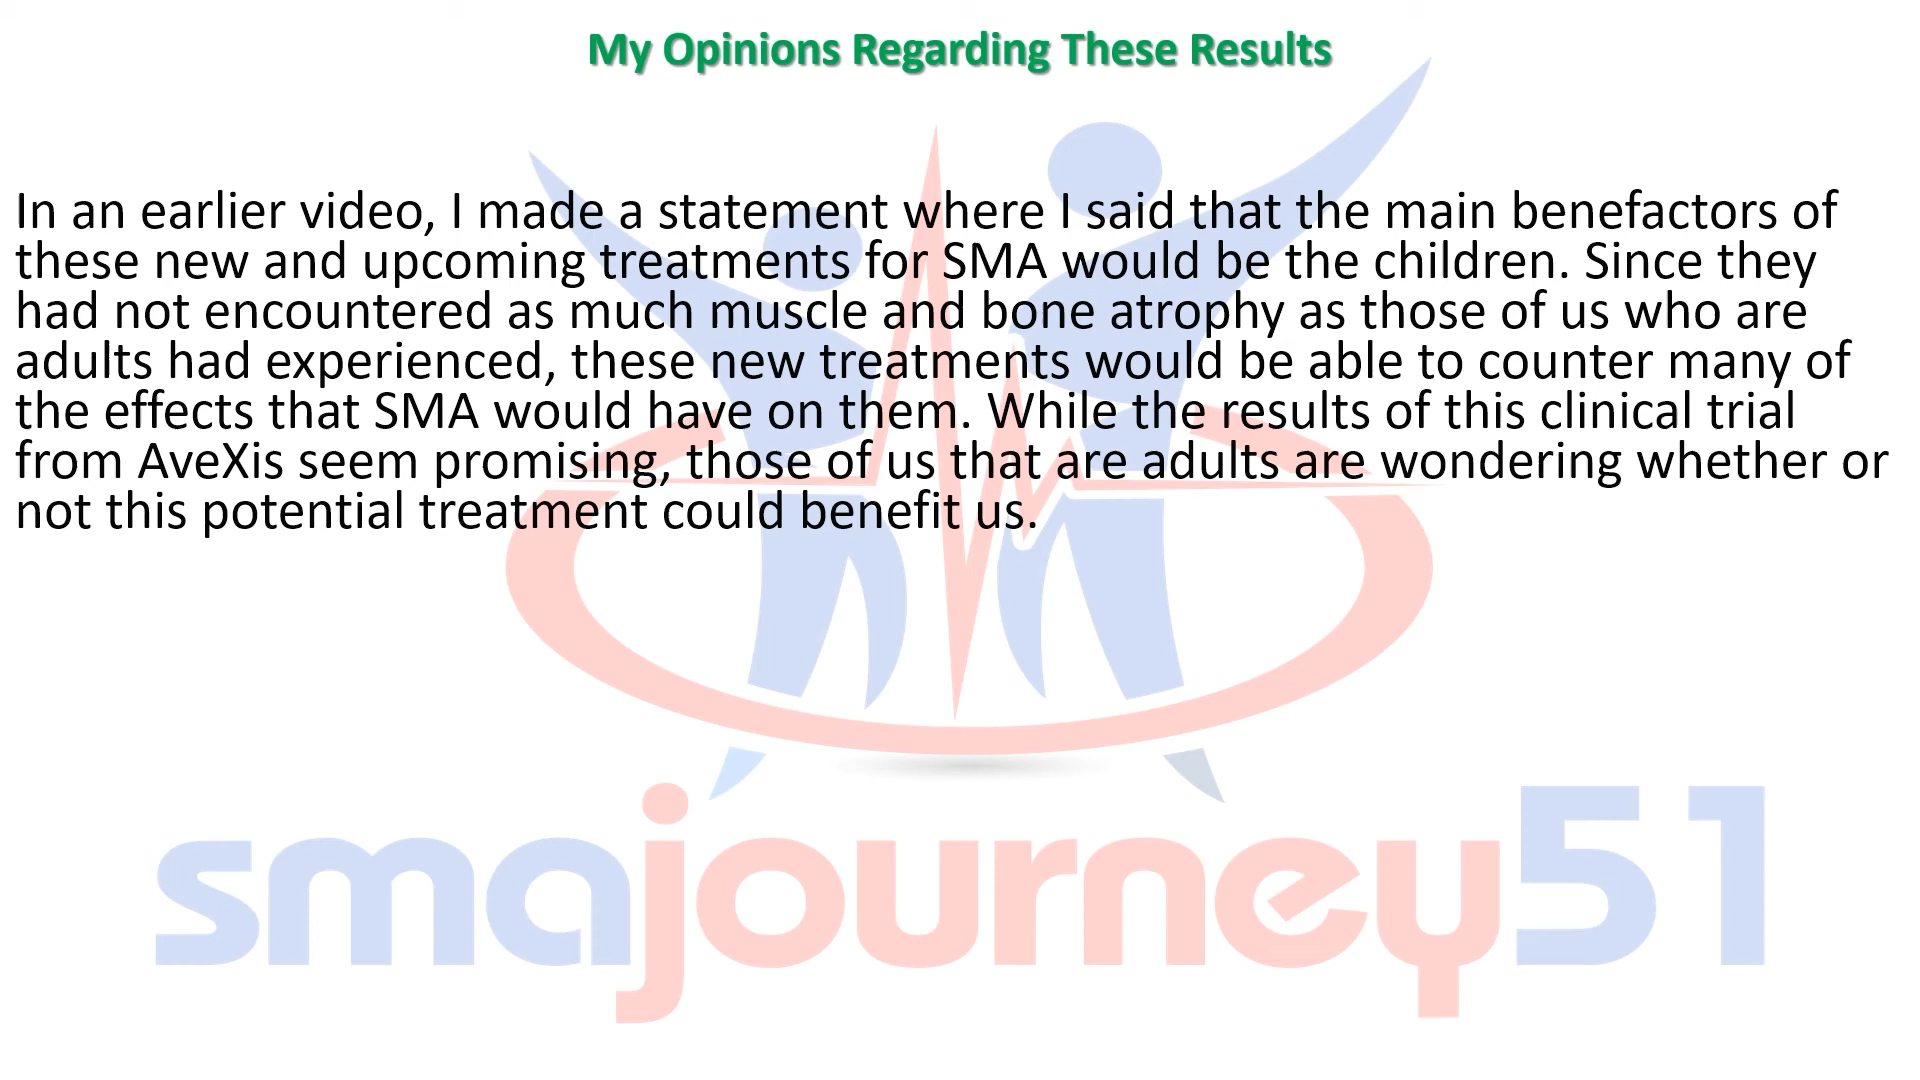 My Opinions Regarding These Results
In an earlier video, I made a statement where I said that the main benefactors of
these new and upcoming treatments for SMA would be the children. Since they
had not encountered as much muscle and bone atrophy as those of us who are
adults had experienced, these new treatments would be able to counter many of
the effects that SMA would have on them. While the results of this clinical trial
from AveXis seem promising, those of us that are adults are wondering whether or
not this potential treatment could benefit us.
smajourney51